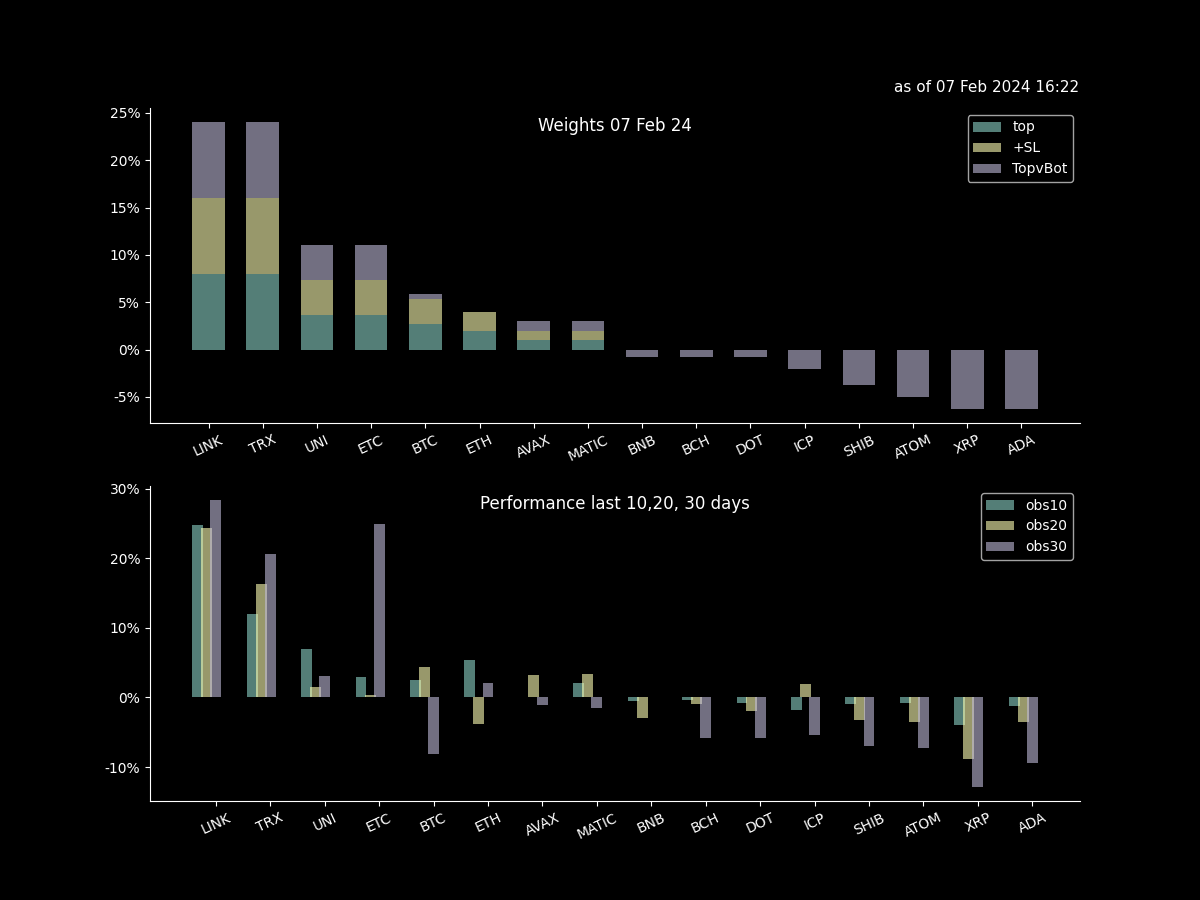 as of 07 Feb 2024 16:22
Weights 07 Feb 24
top
+SL
TopvBot
25%
20%
15%
10%
5%
0%
-5%
LINK TRX UNI ETC BTC ETH AVAX MATIC BNB BCH DOT ICP SHIB ATOM XRP ADA
Performance last 10,20, 30 days
obs10
obs20
obs30
30%
20%
10%
0%
-10%
LINK TRX UNI ETC BTC ETH AVAX MATIC BNB BCH DOT ICP SHIB ATOM XRP ADA